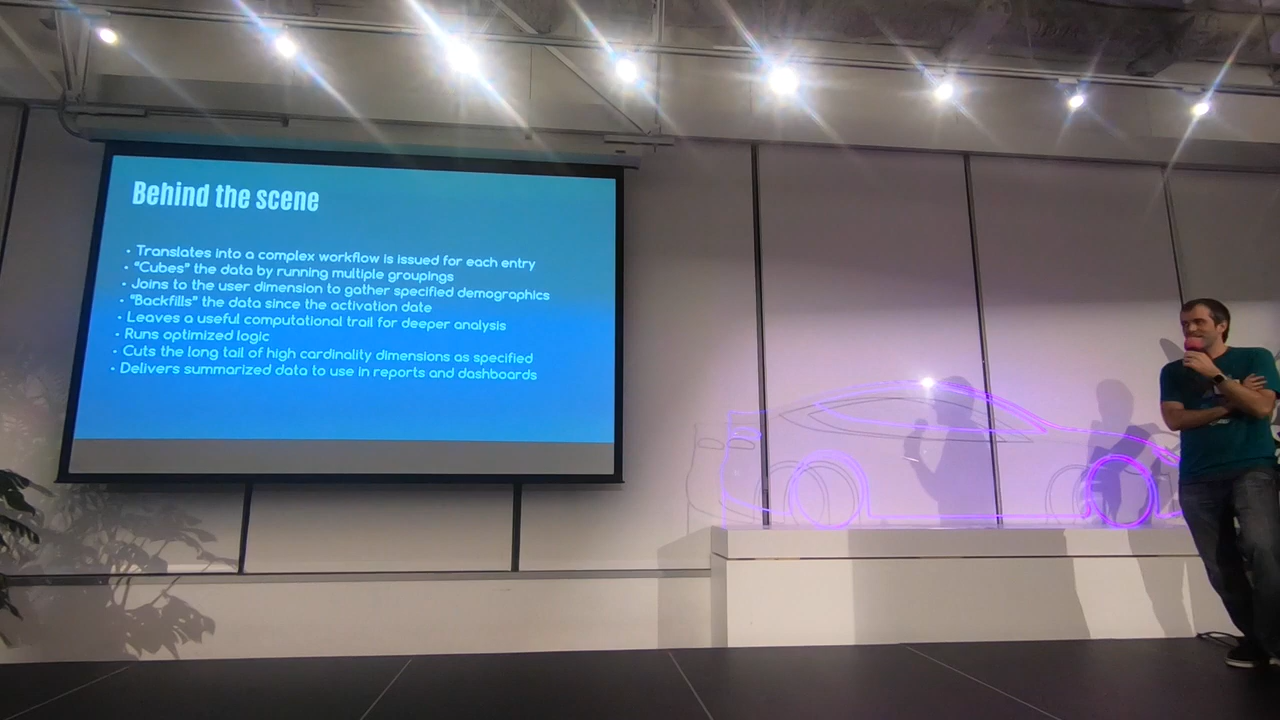 Behind the scene
• Translates into a complex workflow is issued for each entry
• "Cubes" the data by running multiple groupings
• Joins to the user dimension to gather specified demographics
• "Backfills" the data since the activation date
• Leaves a useful computational trail for deeper analysis
• Runs optimized logic
• Cuts the long tail of high cardinality dimensions as specified
• Delivers summarized data to use in reports and dashboards